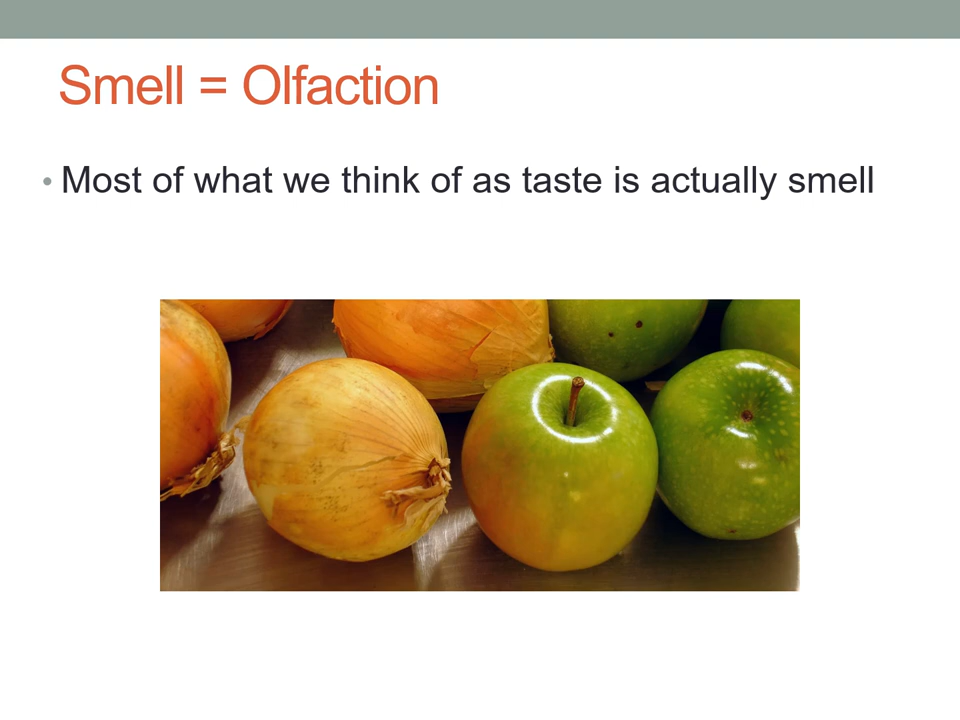 Smell = Olfaction
• Most of what we think of as taste is actually smell